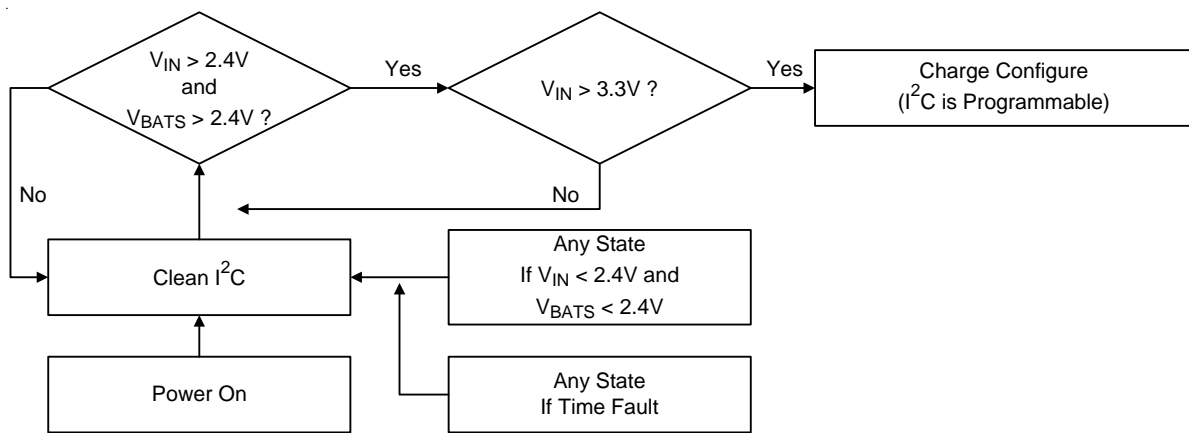 V_IN > 2.4V
and
V_BATS > 2.4V ?
Yes
V_IN > 3.3V ?
Yes
Charge Configure
(I²C is Programmable)
No
No
Clean I²C
Any State
If V_IN < 2.4V and
V_BATS < 2.4V
Power On
Any State
If Time Fault